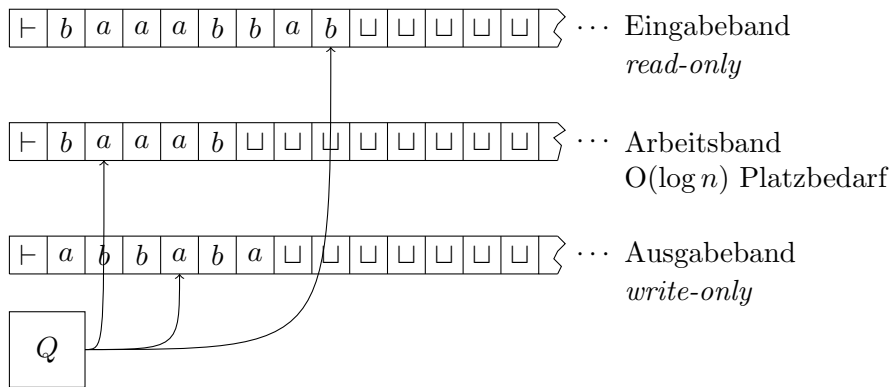 ⊢ b a a a b b a b ⊔ ⊔ ⊔ ⊔ ⊔ ⋯ Eingabeband
read-only
⊢ b a a a b ⊔ ⊔ ⊔ ⊔ ⊔ ⊔ ⊔ ⊔ ⋯ Arbeitsband
O(log n) Platzbedarf
⊢ a b b a b a ⊔ ⊔ ⊔ ⊔ ⊔ ⊔ ⊔ ⋯ Ausgabeband
write-only
Q